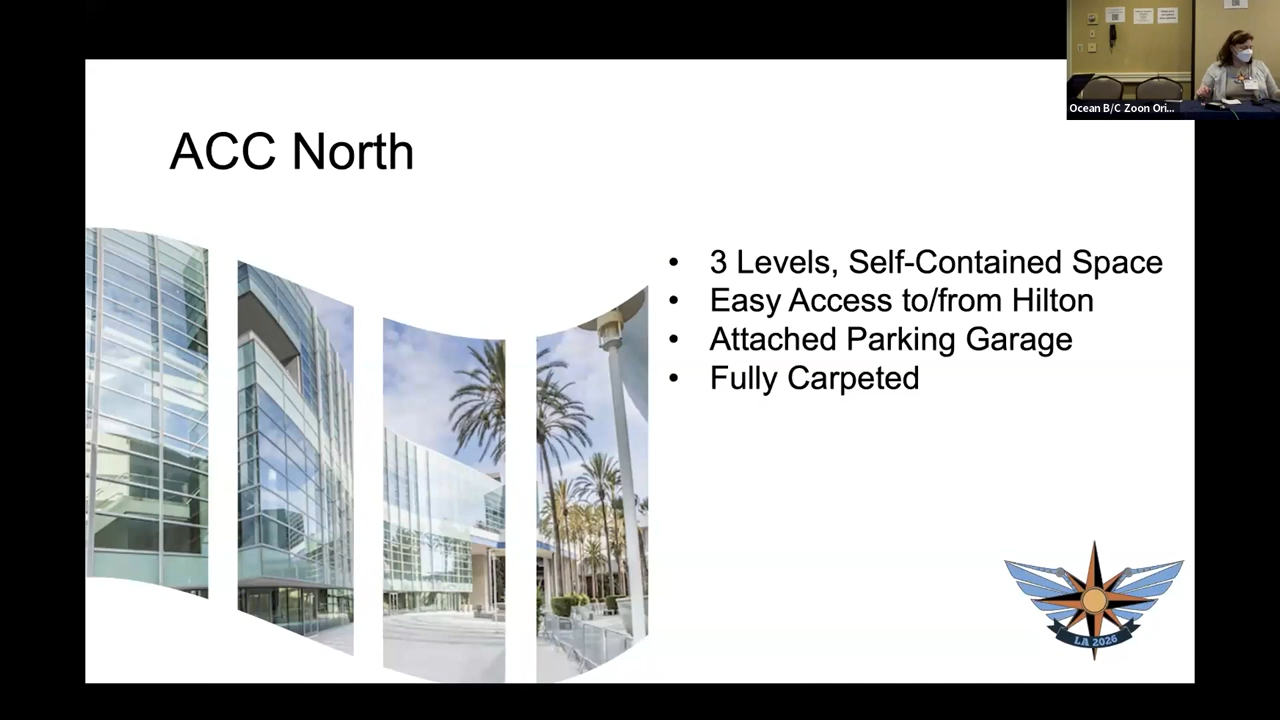 Ocean B/C Zoon Ori...
ACC North
• 3 Levels, Self-Contained Space
• Easy Access to/from Hilton
• Attached Parking Garage
• Fully Carpeted
LA 2026